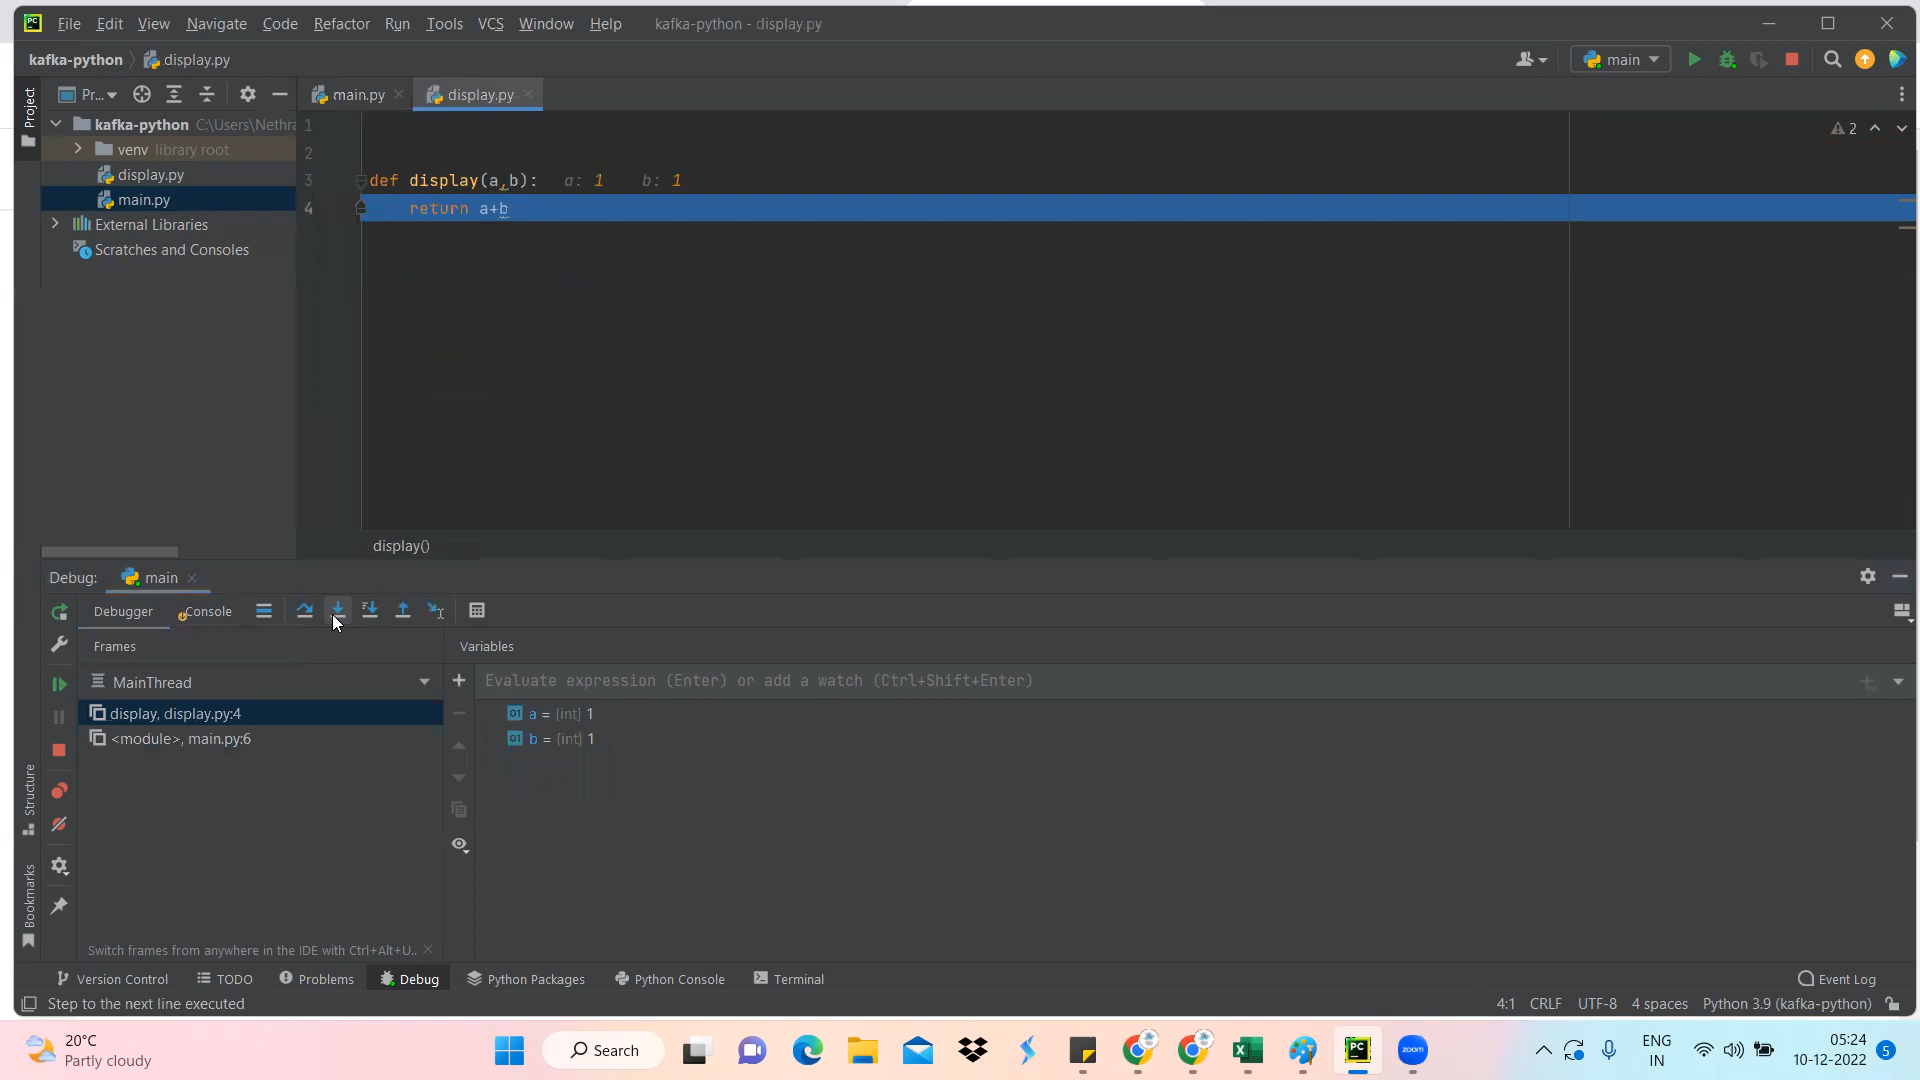 File Edit View Navigate Code Refactor Run Tools VCS Window Help kafka-python - display.py
kafka-python display.py
main
Project
Pr...
main.py display.py
kafka-python C:\Users\Nethra
venv library root
display.py
main.py
External Libraries
Scratches and Consoles
2
1
2
3 def display(a,b): a: 1 b: 1
4 return a+b
display()
Debug: main
Debugger Console
Frames Variables
MainThread
Evaluate expression (Enter) or add a watch (Ctrl+Shift+Enter)
display, display.py:4
<module>, main.py:6
01 a = {int} 1
01 b = {int} 1
Structure
Bookmarks
Switch frames from anywhere in the IDE with Ctrl+Alt+U..
Version Control TODO Problems Debug Python Packages Python Console Terminal Event Log
Step to the next line executed 4:1 CRLF UTF-8 4 spaces Python 3.9 (kafka-python)
20°C
Partly cloudy
Search
zoom
ENG
IN
05:24
10-12-2022
5